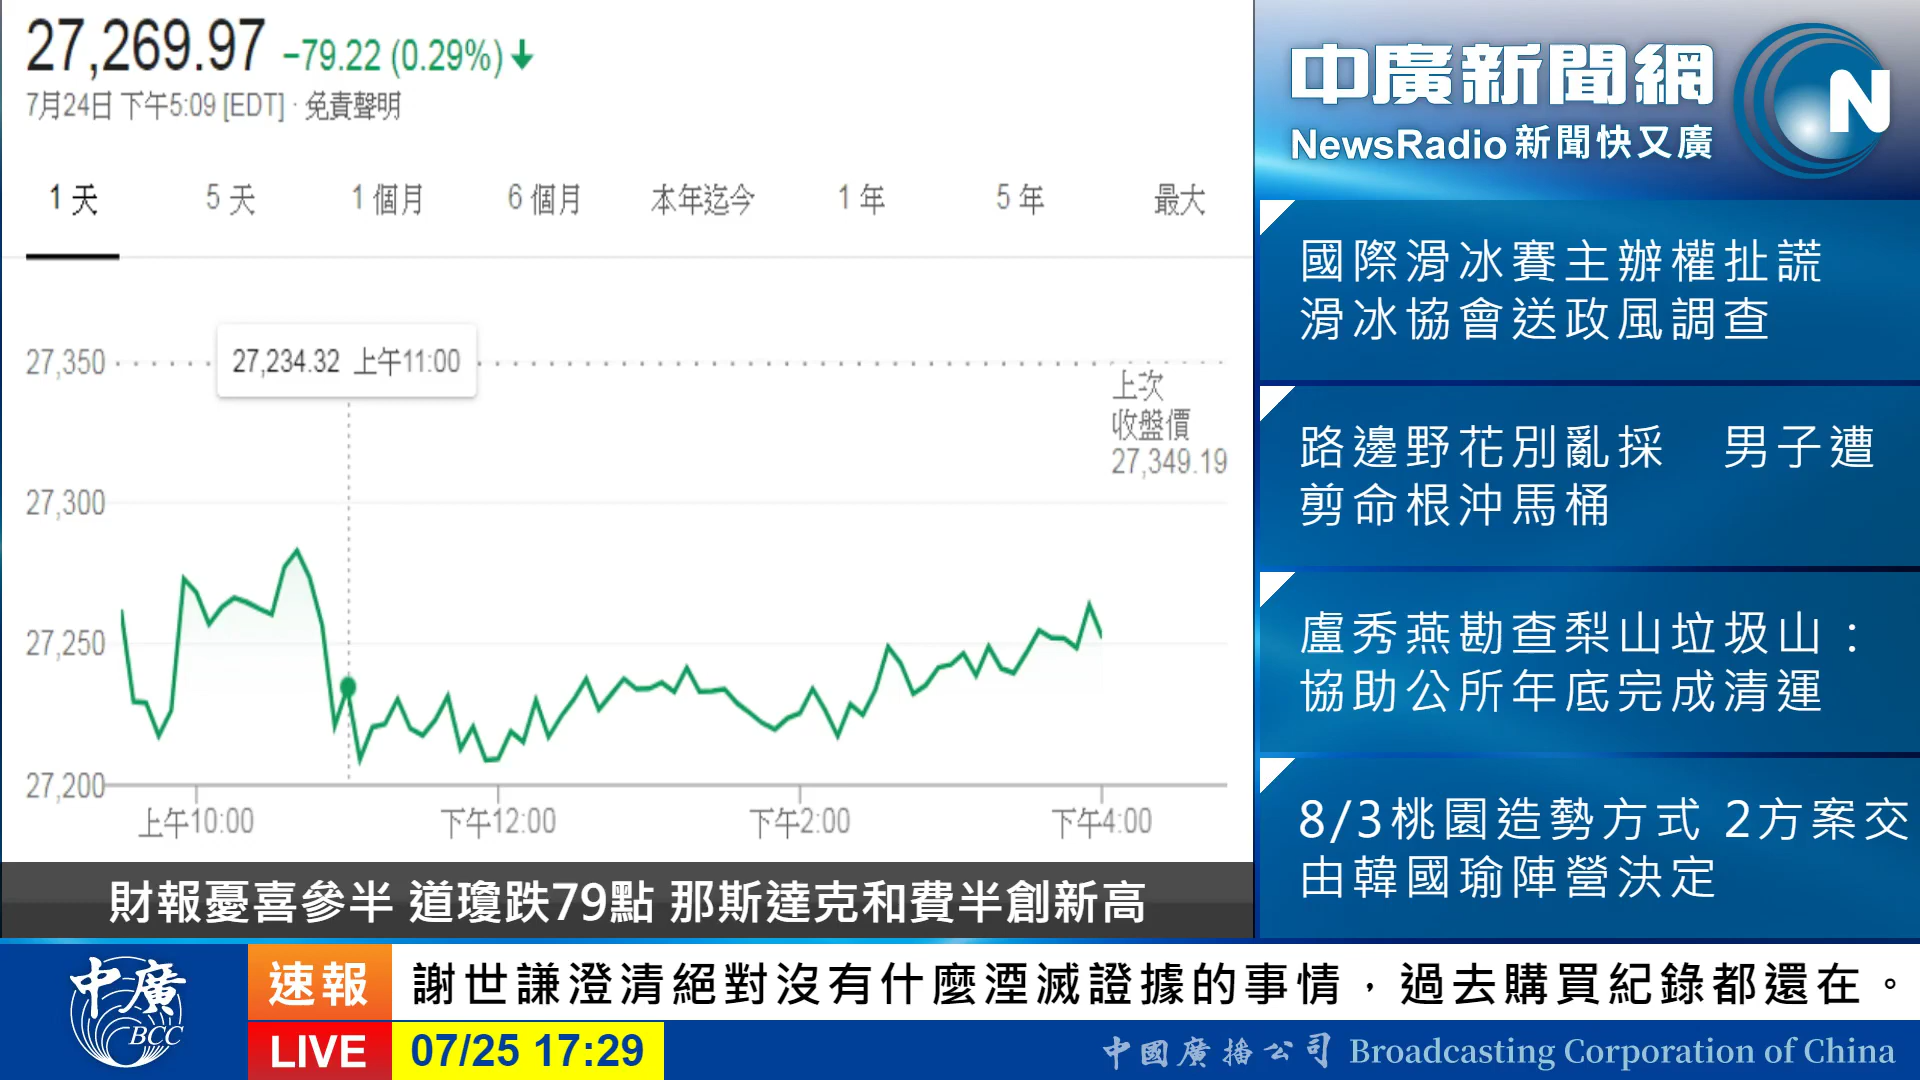 27,269.97 −79.22 (0.29%)
7月24日 下午5:09 [EDT] · 免責聲明
1 天 5 天 1 個月 6 個月 本年迄今 1 年 5 年 最大
27,350
27,234.32 上午11:00
上次
收盤價
27,349.19
27,300
27,250
27,200
上午10:00 下午12:00 下午2:00 下午4:00
財報憂喜參半 道瓊跌79點 那斯達克和費半創新高
中廣新聞網
NewsRadio 新聞快又廣
N
國際滑冰賽主辦權扯謊
滑冰協會送政風調查
路邊野花別亂採 男子遭
剪命根沖馬桶
盧秀燕勘查梨山垃圾山：
協助公所年底完成清運
8/3桃園造勢方式 2方案交
由韓國瑜陣營決定
中廣
BCC
速報
謝世謙澄清絕對沒有什麼湮滅證據的事情，過去購買紀錄都還在。
LIVE
07/25 17:29
中國廣播公司 Broadcasting Corporation of China